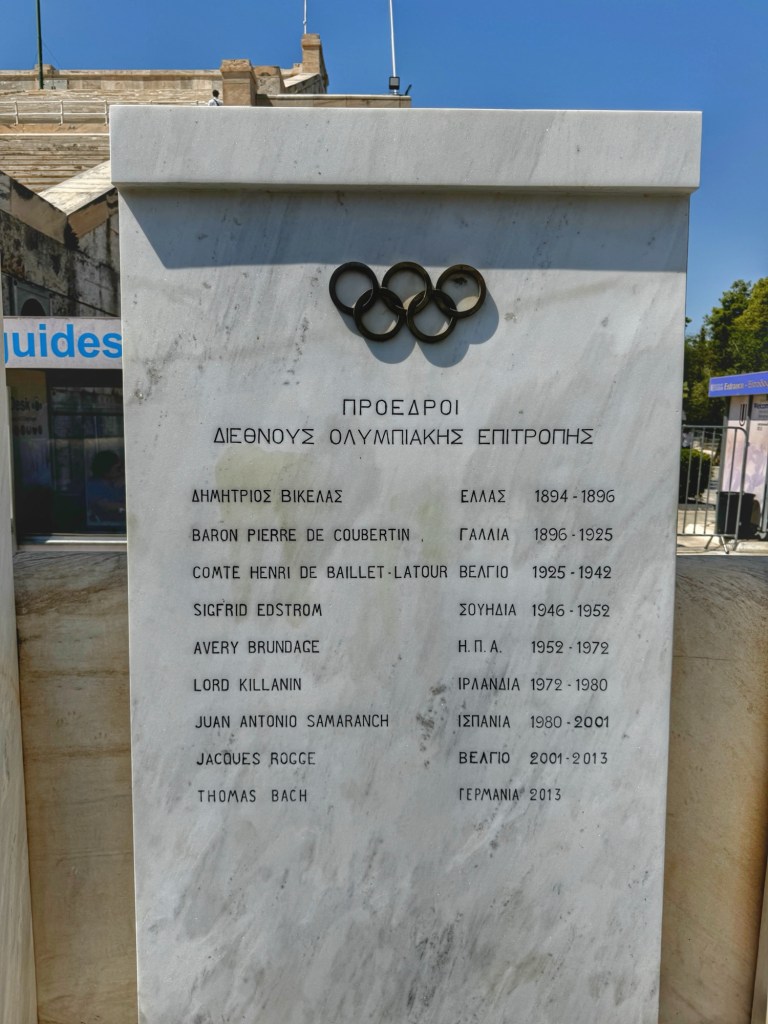 guides
ΠΡΟΕΔΡΟΙ
ΔΙΕΘΝΟΥΣ ΟΛΥΜΠΙΑΚΗΣ ΕΠΙΤΡΟΠΗΣ
ΔΗΜΗΤΡΙΟΣ ΒΙΚΕΛΑΣ ΕΛΛΑΣ 1894-1896
BARON PIERRE DE COUBERTIN ΓΑΛΛΙΑ 1896-1925
COMTE HENRI DE BAILLET-LATOUR ΒΕΛΓΙΟ 1925-1942
SIGFRID EDSTROM ΣΟΥΗΔΙΑ 1946-1952
AVERY BRUNDAGE Η.Π.Α. 1952-1972
LORD KILLANIN ΙΡΛΑΝΔΙΑ 1972-1980
JUAN ANTONIO SAMARANCH ΙΣΠΑΝΙΑ 1980-2001
JACQUES ROGGE ΒΕΛΓΙΟ 2001-2013
THOMAS BACH ΓΕΡΜΑΝΙΑ 2013